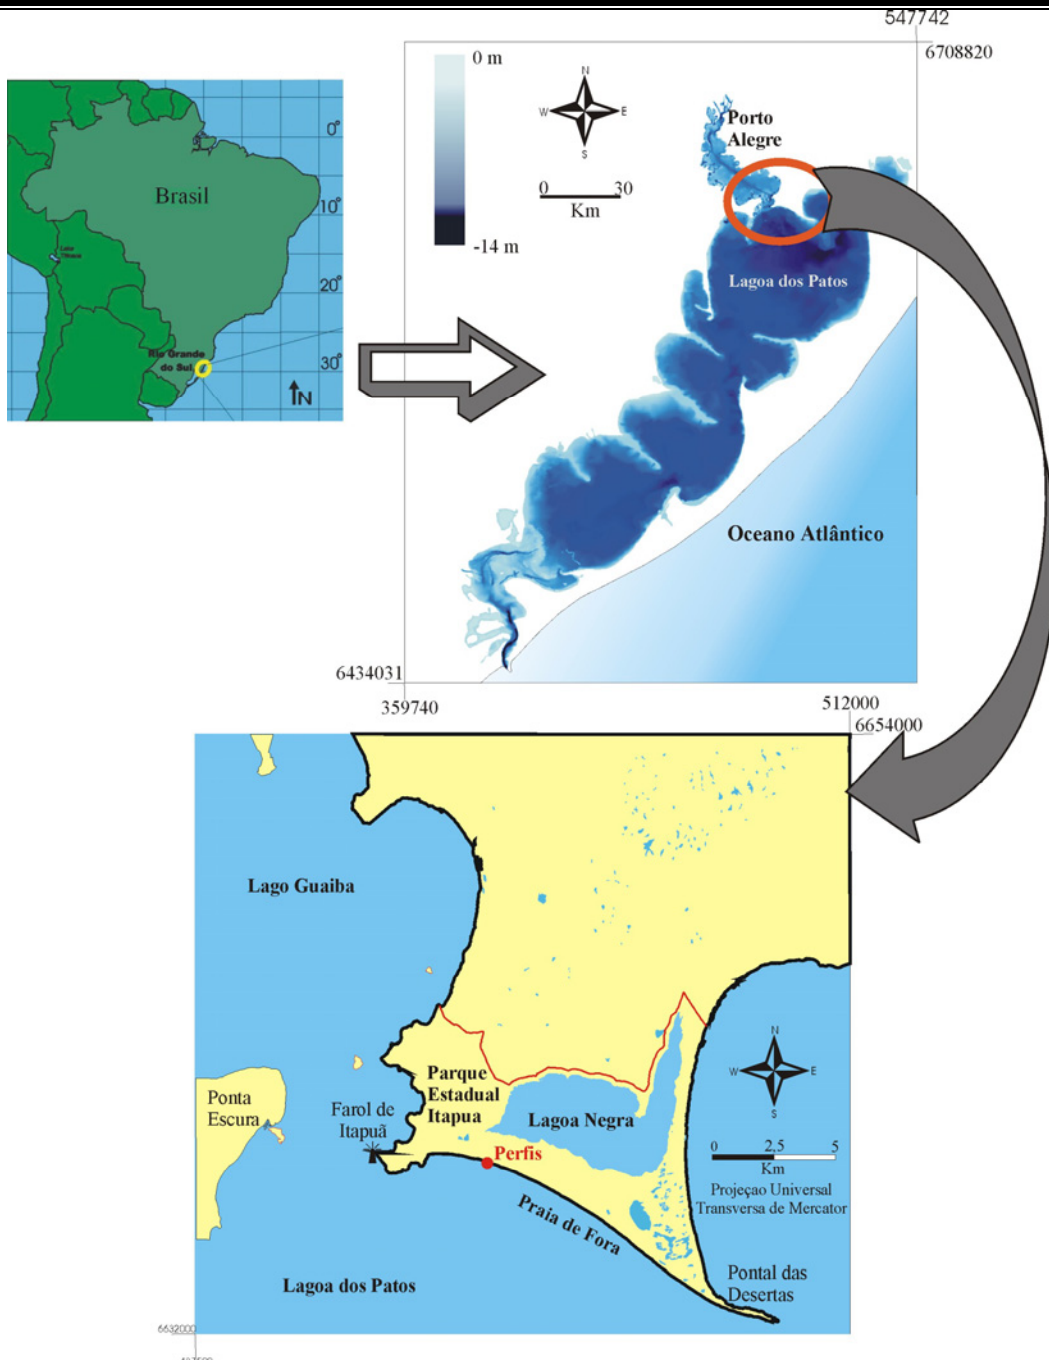 547742
6708820
0 m
-14 m
N
W
E
S
0 30
Km
Porto
Alegre
Lagoa dos Patos
Oceano Atlântico
6434031
359740
Brasil
0°
10°
20°
30°
Rio Grande
do Sul
N
512000
6654000
Lago Guaiba
Parque
Estadual
Itapua
Ponta
Escura
Farol de
Itapuã
Lagoa Negra
Perfis
Praia de Fora
N
W
E
S
0 2,5 5
Km
Projeçao Universal
Transversa de Mercator
Pontal das
Desertas
Lagoa dos Patos
6632000